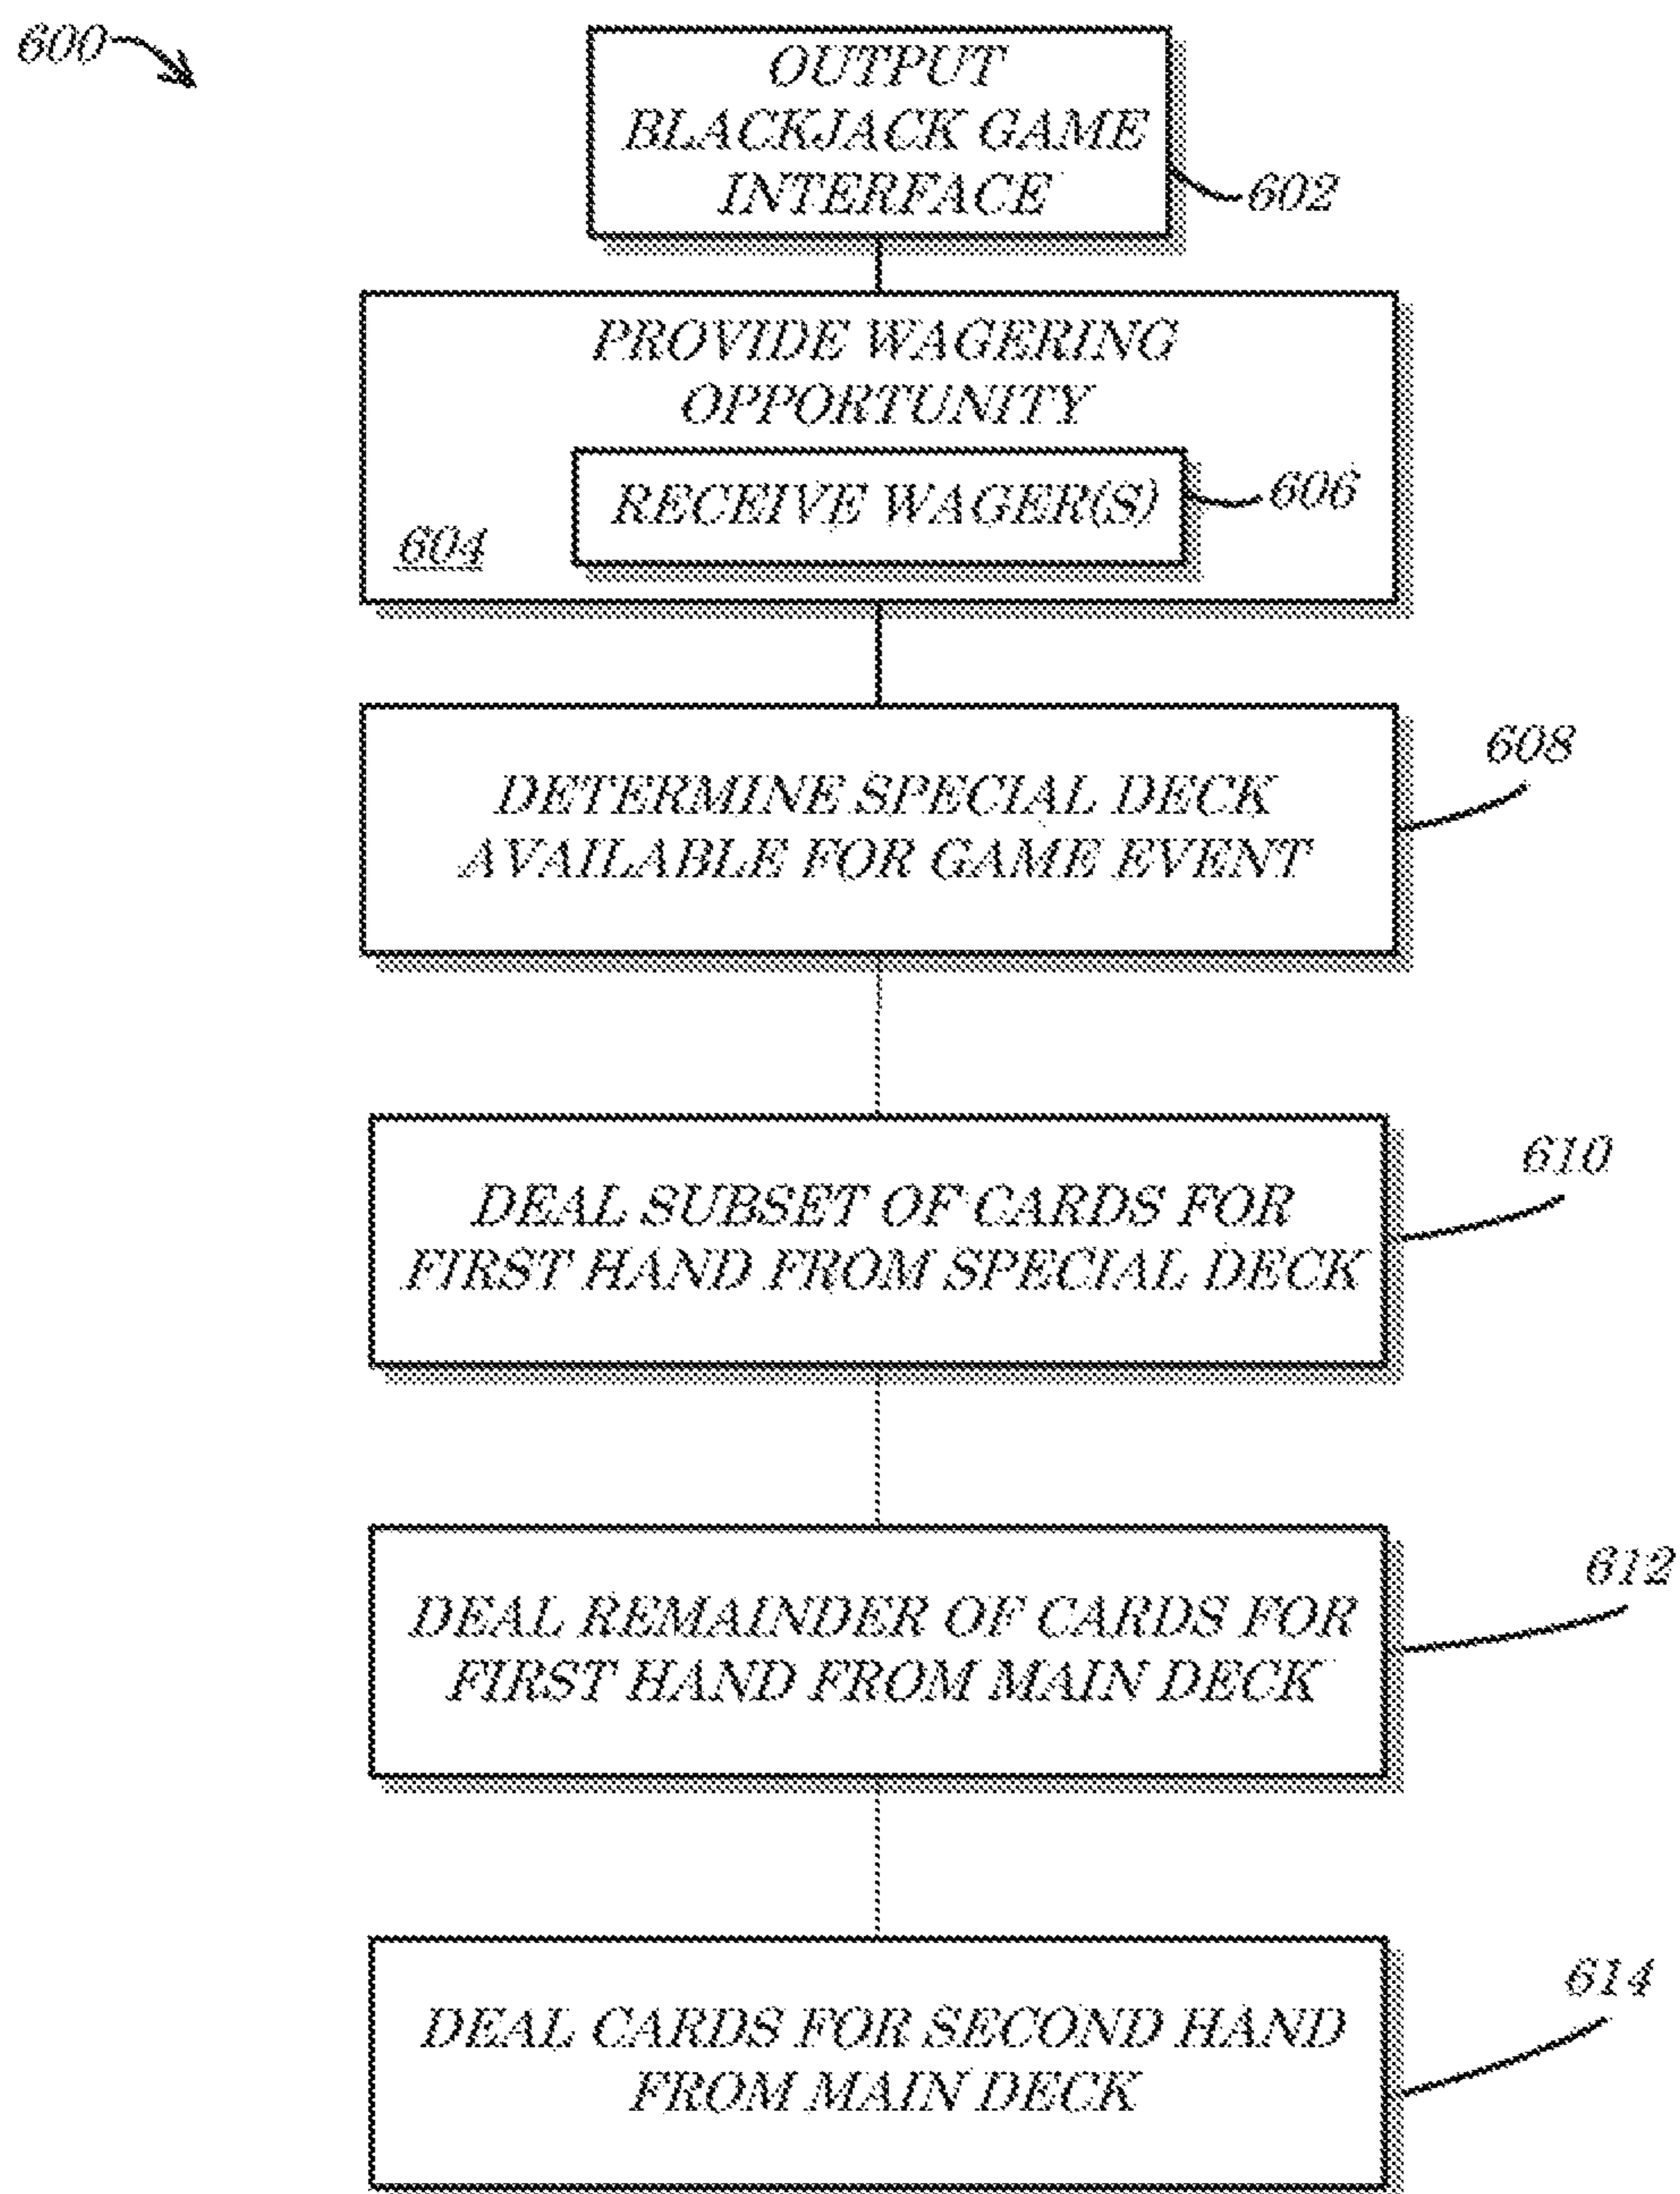 600
OUTPUT
BLACKJACK GAME
INTERFACE
602
PROVIDE WAGERING
OPPORTUNITY
RECEIVE WAGER(S)
606
604
608
DETERMINE SPECIAL DECK
AVAILABLE FOR GAME EVENT
610
DEAL SUBSET OF CARDS FOR
FIRST HAND FROM SPECIAL DECK
612
DEAL REMAINDER OF CARDS FOR
FIRST HAND FROM MAIN DECK
614
DEAL CARDS FOR SECOND HAND
FROM MAIN DECK